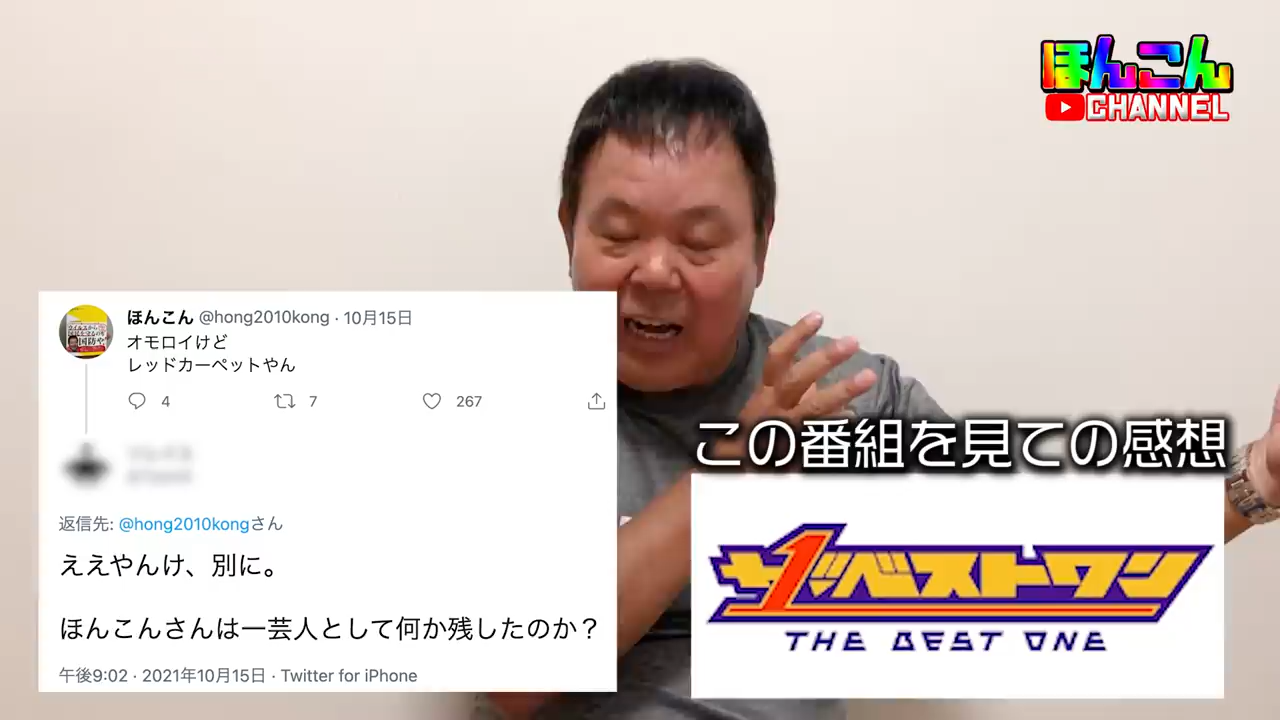 ほんこん
CHANNEL
ほんこん @hong2010kong · 10月15日
オモロイけど
レッドカーペットやん
4 7 267
返信先: @hong2010kongさん
ええやんけ、別に。
ほんこんさんは一芸人として何か残したのか？
午後9:02 · 2021年10月15日 · Twitter for iPhone
この番組を見ての感想
ザ・ベストワン
THE BEST ONE